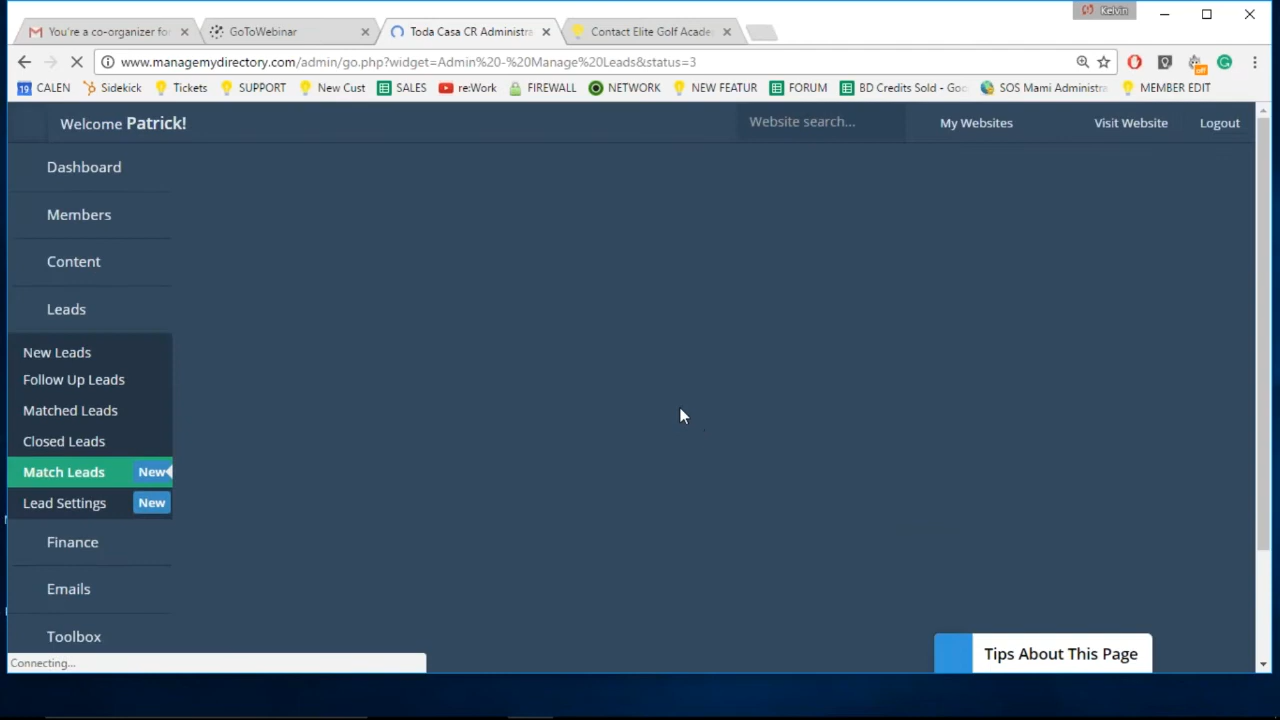 Kelvin
You're a co-organizer fo
GoToWebinar
Toda Casa CR Administra
Contact Elite Golf Acade
www.managemydirectory.com/admin/go.php?widget=Admin%20-%20Manage%20Leads&status=3
19 CALEN
Sidekick
Tickets
SUPPORT
New Cust
SALES
re:Work
FIREWALL
NETWORK
NEW FEATUR
FORUM
BD Credits Sold - Goo
SOS Mami Administra
MEMBER EDIT
off
Welcome Patrick!
Website search...
My Websites
Visit Website
Logout
Dashboard
Members
Content
Leads
New Leads
Follow Up Leads
Matched Leads
Closed Leads
Match Leads New
Lead Settings New
Finance
Emails
Toolbox
Connecting...
Tips About This Page